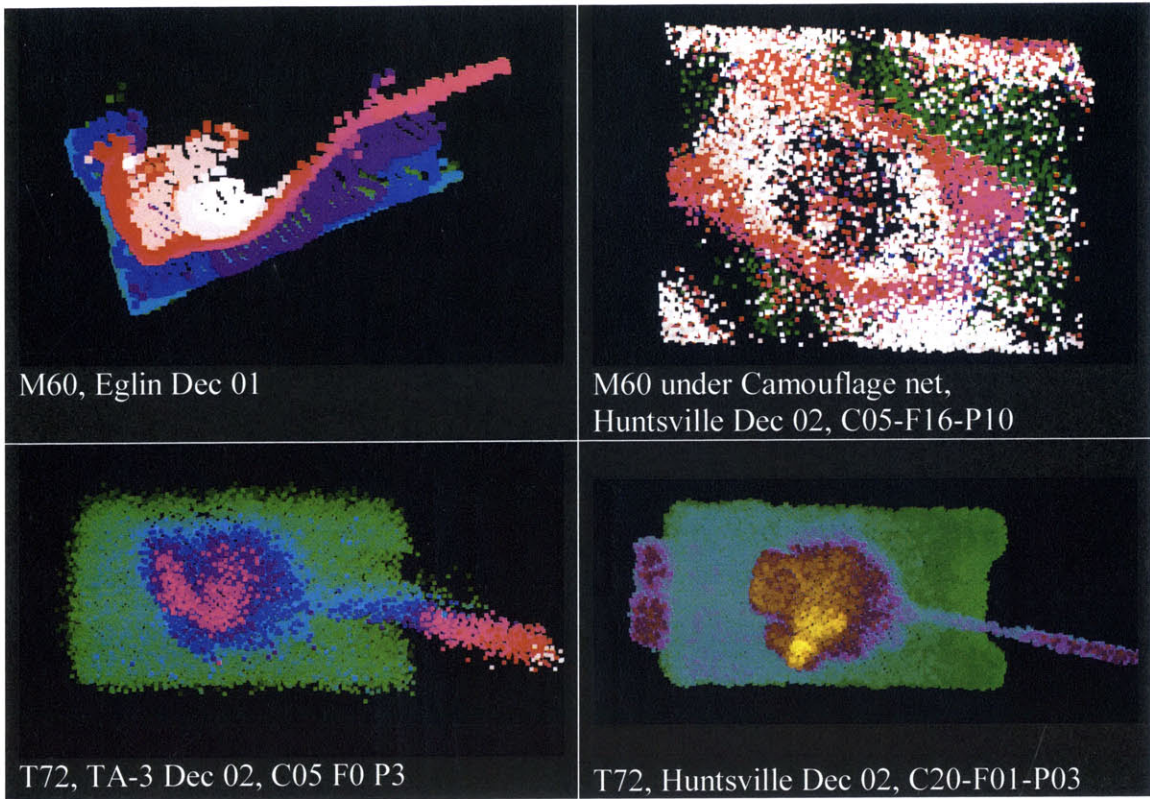 M60, Eglin Dec 01
M60 under Camouflage net,
Huntsville Dec 02, C05-F16-P10
T72, TA-3 Dec 02, C05 F0 P3
T72, Huntsville Dec 02, C20-F01-P03